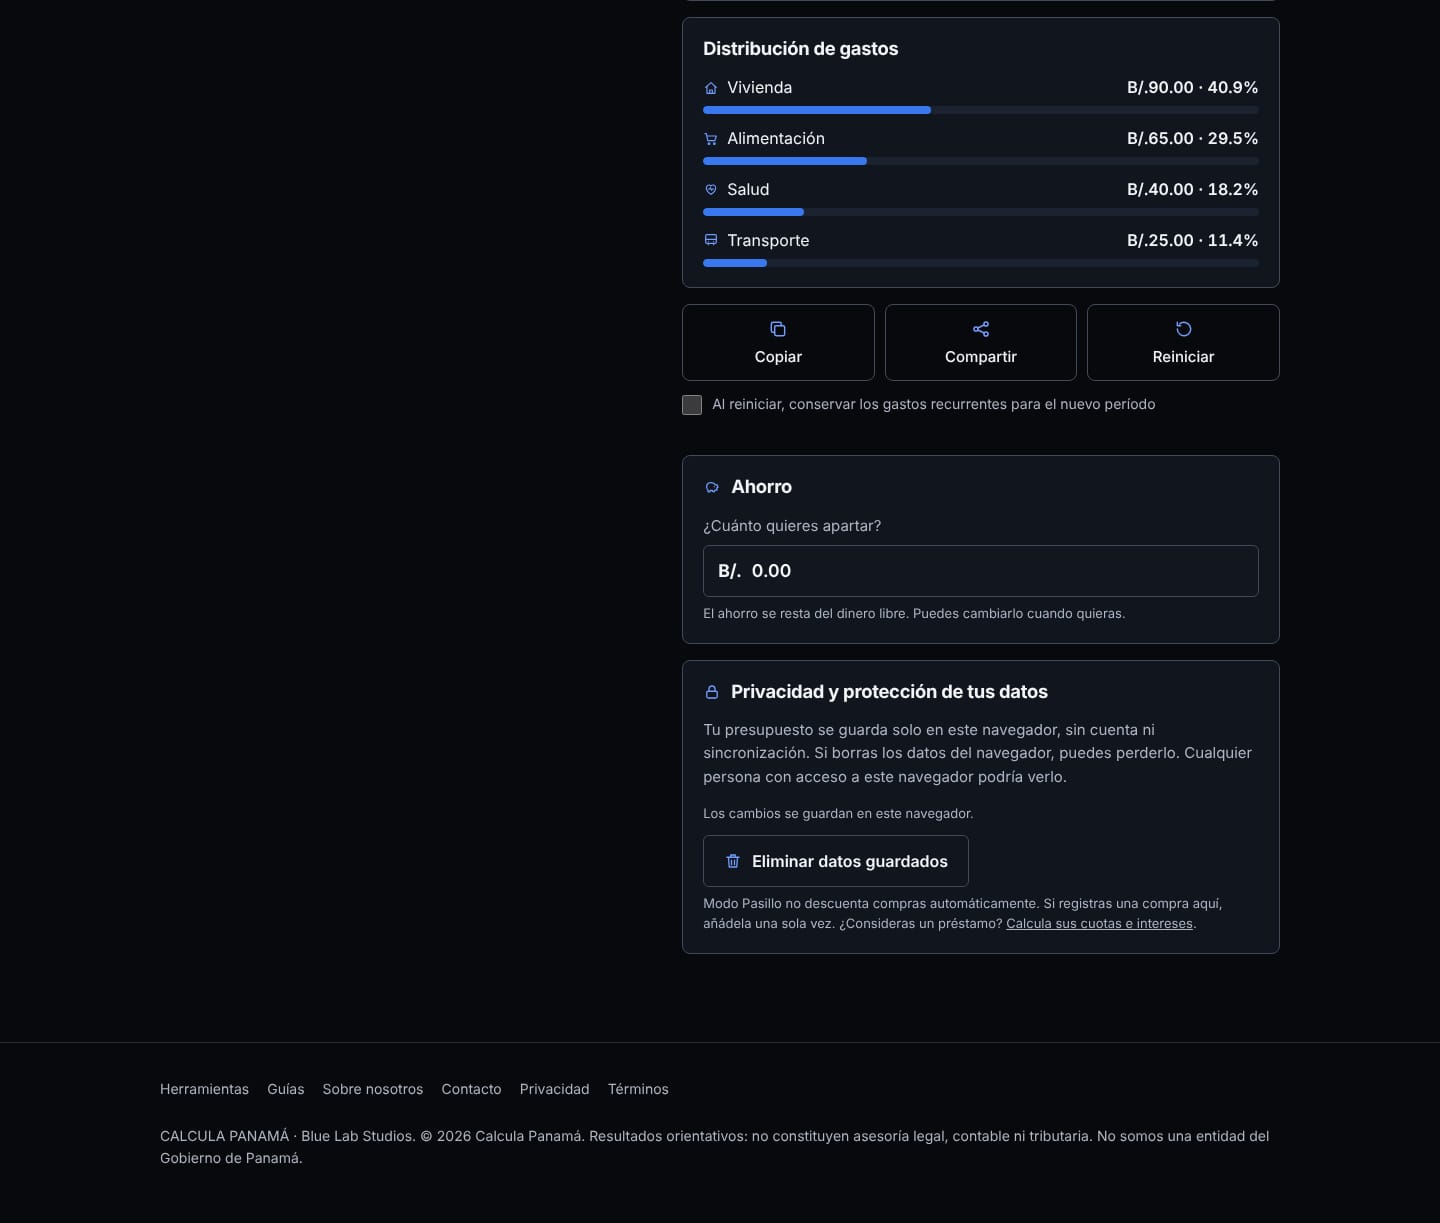 Distribución de gastos
Vivienda B/.90.00 · 40.9%
Alimentación B/.65.00 · 29.5%
Salud B/.40.00 · 18.2%
Transporte B/.25.00 · 11.4%
Copiar Compartir Reiniciar
Al reiniciar, conservar los gastos recurrentes para el nuevo período
Ahorro
¿Cuánto quieres apartar?
B/. 0.00
El ahorro se resta del dinero libre. Puedes cambiarlo cuando quieras.
Privacidad y protección de tus datos
Tu presupuesto se guarda solo en este navegador, sin cuenta ni
sincronización. Si borras los datos del navegador, puedes perderlo. Cualquier
persona con acceso a este navegador podría verlo.
Los cambios se guardan en este navegador.
Eliminar datos guardados
Modo Pasillo no descuenta compras automáticamente. Si registras una compra aquí,
añádela una sola vez. ¿Consideras un préstamo? Calcula sus cuotas e intereses.
Herramientas Guías Sobre nosotros Contacto Privacidad Términos
CALCULA PANAMÁ · Blue Lab Studios. © 2026 Calcula Panamá. Resultados orientativos: no constituyen asesoría legal, contable ni tributaria. No somos una entidad del
Gobierno de Panamá.